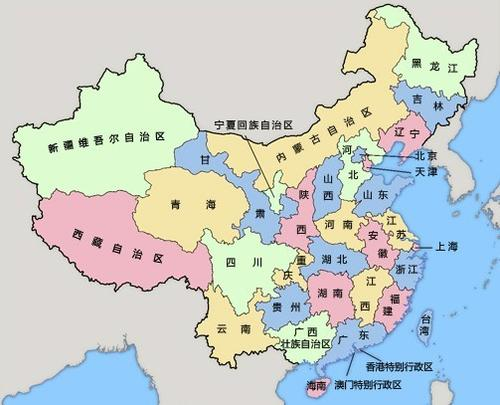 黑龙江
吉林
辽宁
内蒙古自治区
宁夏回族自治区
新疆维吾尔自治区
甘
肃
河
北
北京
天津
山
西
山东
陕
西
青海
西藏自治区
河南
江
苏
安
徽
上海
四川
重
庆
湖北
浙江
湖南
江
西
福
建
贵州
云南
广西
壮族自治区
广东
台
湾
香港特别行政区
澳门特别行政区
海南